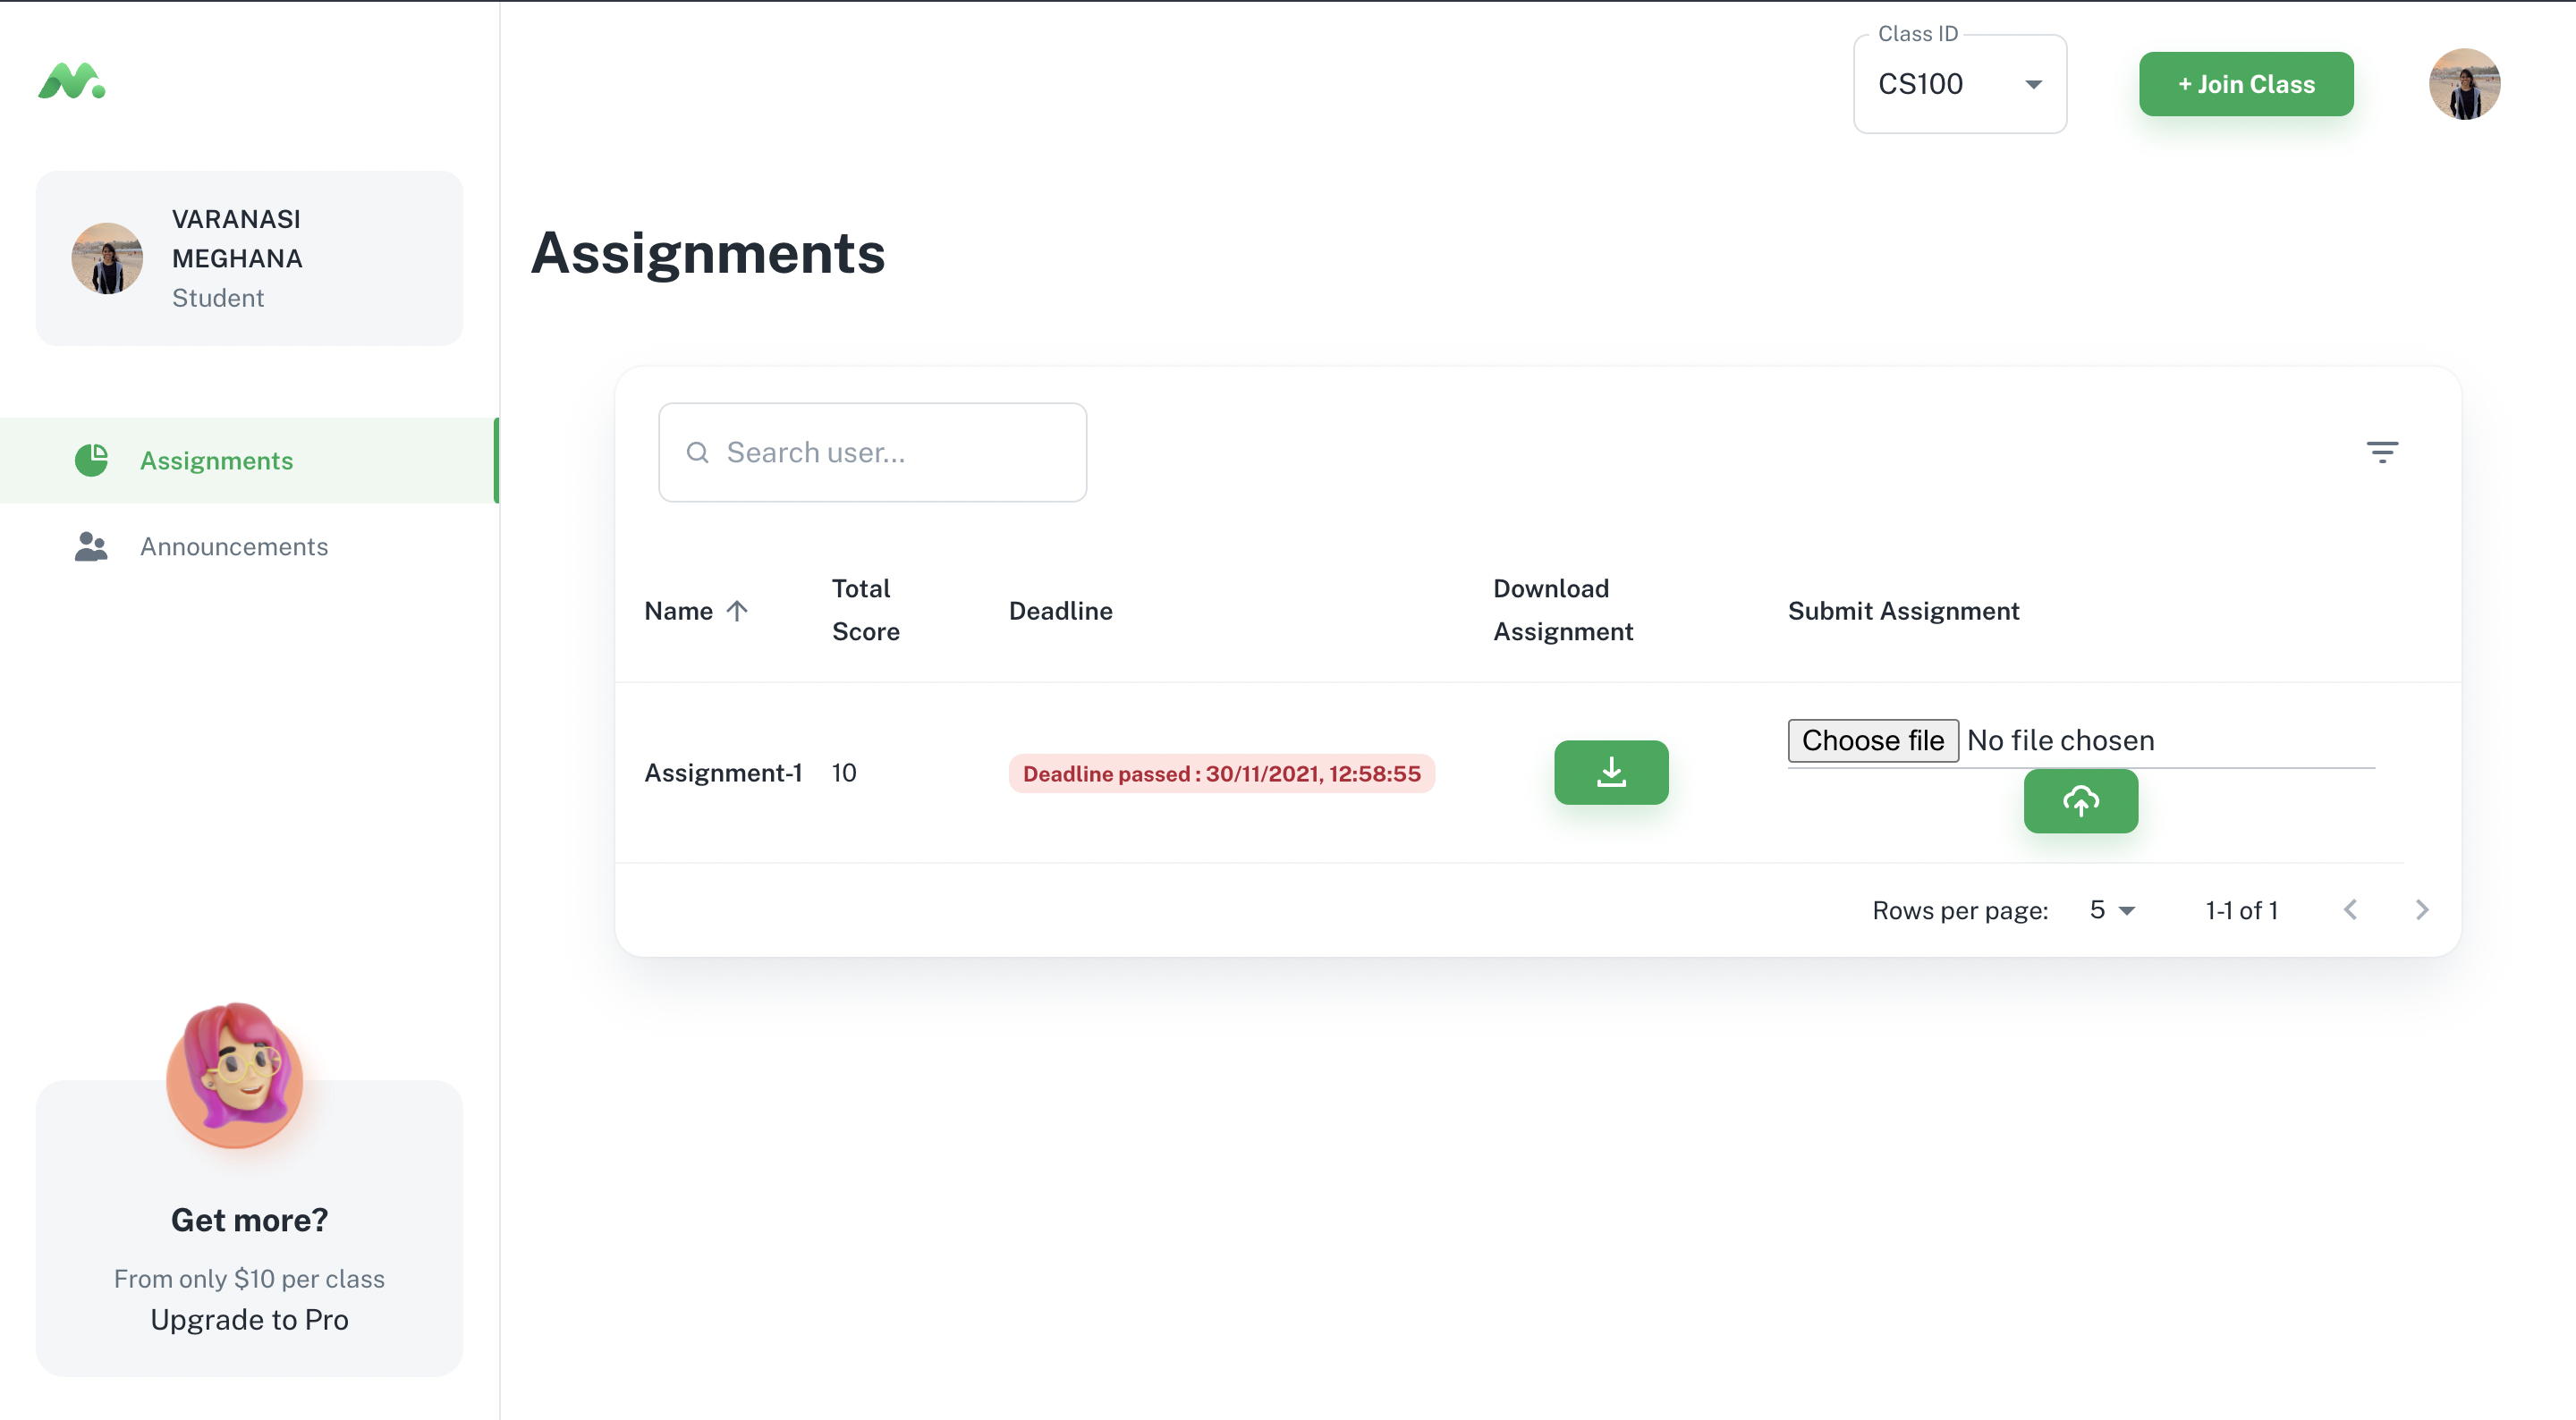 Class ID
CS100
+ Join Class
VARANASI
MEGHANA
Student
Assignments
Announcements
Assignments
Search user...
Name
Total
Score
Deadline
Download
Assignment
Submit Assignment
Assignment-1
10
Deadline passed : 30/11/2021, 12:58:55
Choose file No file chosen
Rows per page: 5 1-1 of 1
Get more?
From only $10 per class
Upgrade to Pro